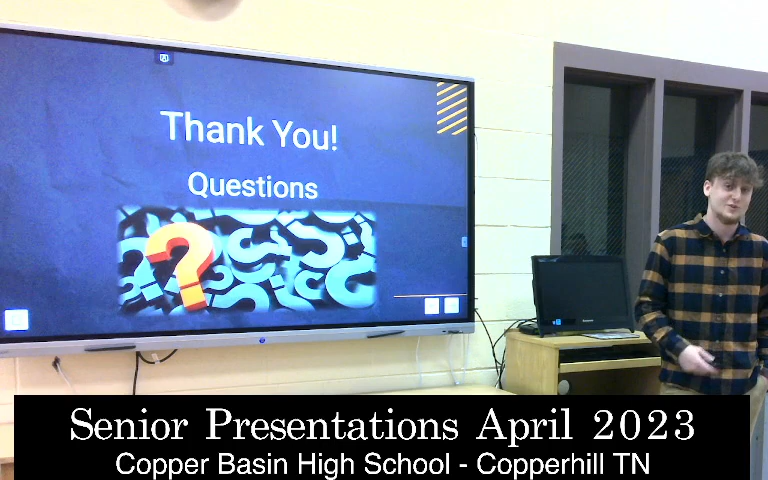 Thank You!
Questions
Senior Presentations April 2023
Copper Basin High School - Copperhill TN